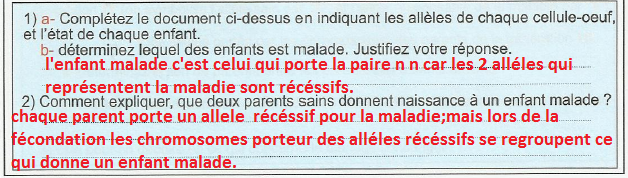 1) a- Complétez le document ci-dessus en indiquant les allèles de chaque cellule-oeuf,
et l'état de chaque enfant.
b- déterminez lequel des enfants est malade. Justifiez votre réponse.
l'enfant malade c'est celui qui porte la paire n n car les 2 alléles qui
représentent la maladie sont récéssifs.
2) Comment expliquer, que deux parents sains donnent naissance à un enfant malade ?
chaque parent porte un allele récéssif pour la maladie;mais lors de la
fécondation les chromosomes porteur des alléles récéssifs se regroupent ce
qui donne un enfant malade.